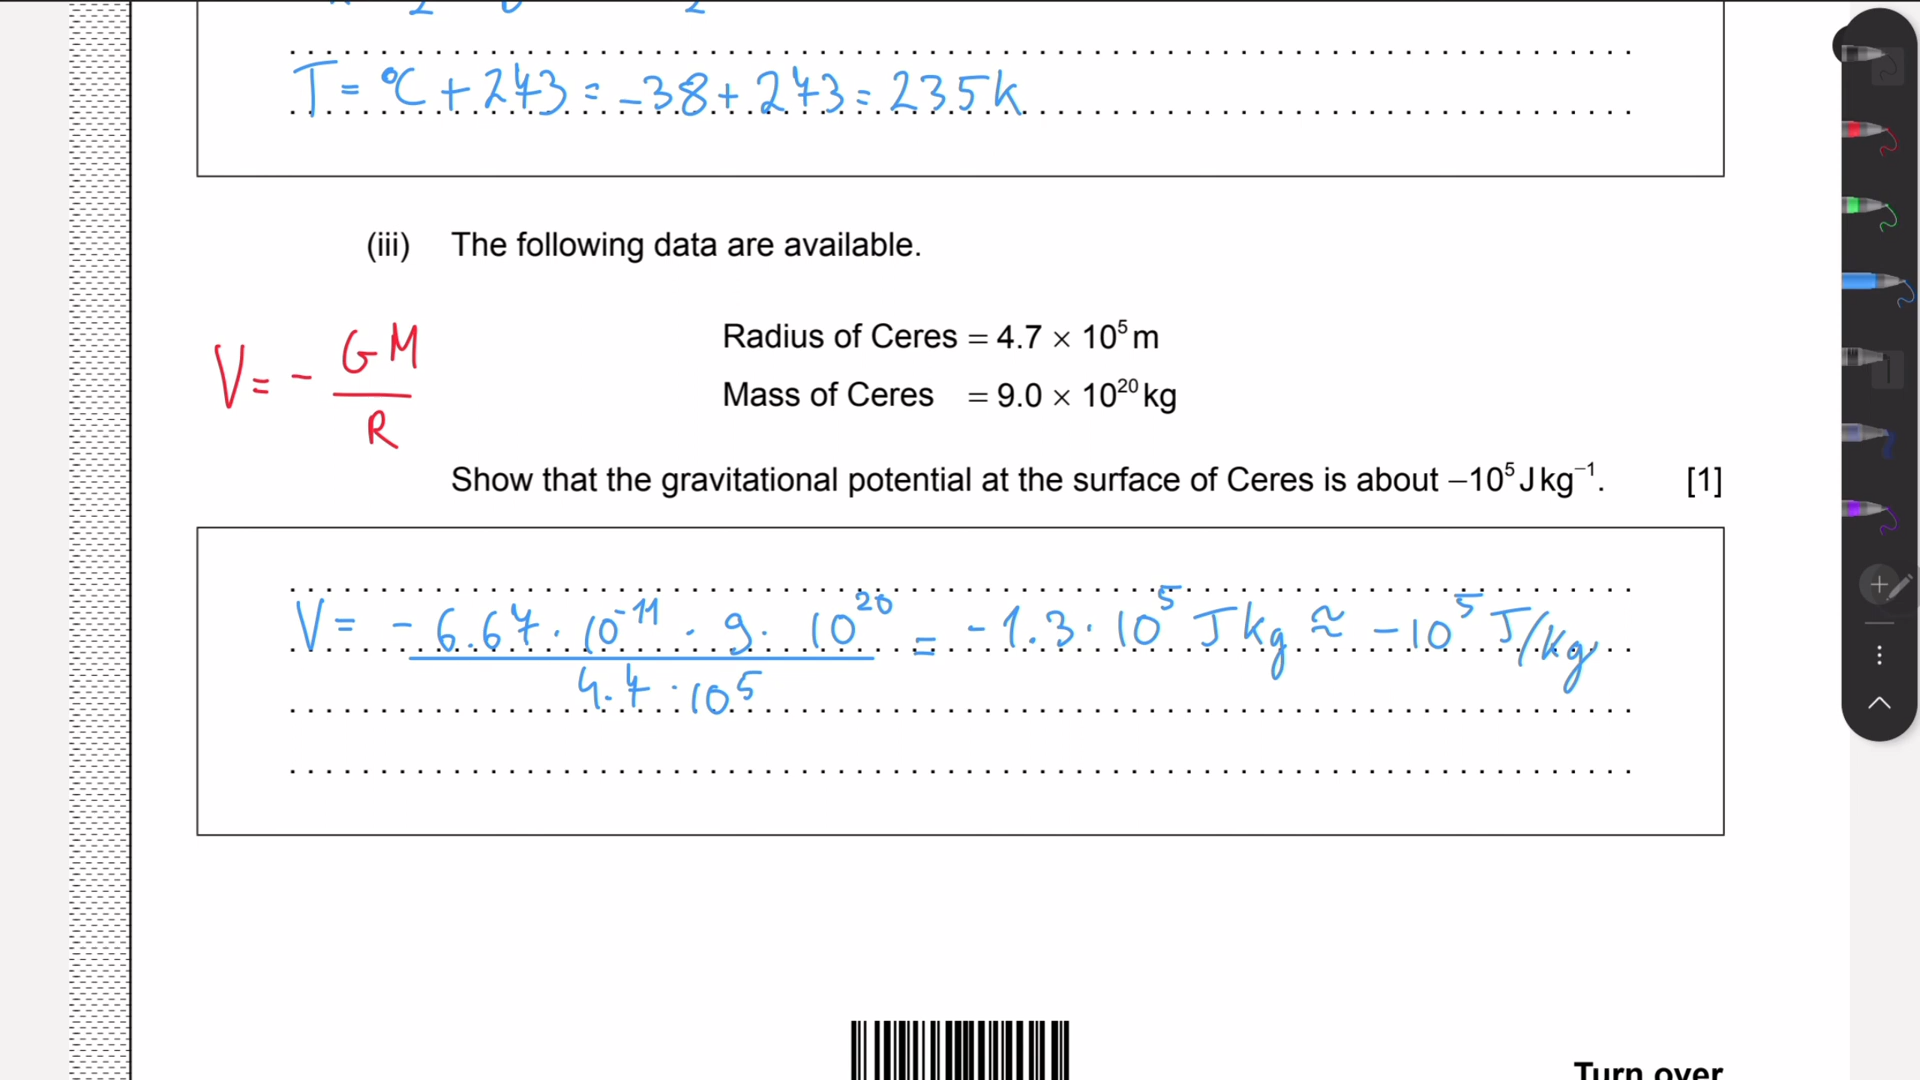 T = °C + 273 = -38 + 273 = 235k
(iii) The following data are available.
V = - GM / R
Radius of Ceres = 4.7 × 10⁵ m
Mass of Ceres = 9.0 × 10²⁰ kg
Show that the gravitational potential at the surface of Ceres is about −10⁵ J kg⁻¹. [1]
V = - 6.67 · 10⁻¹¹ · 9 · 10²⁰ / 4.7 · 10⁵ = -1.3 · 10⁵ J kg ≈ -10⁵ J/kg
Turn over